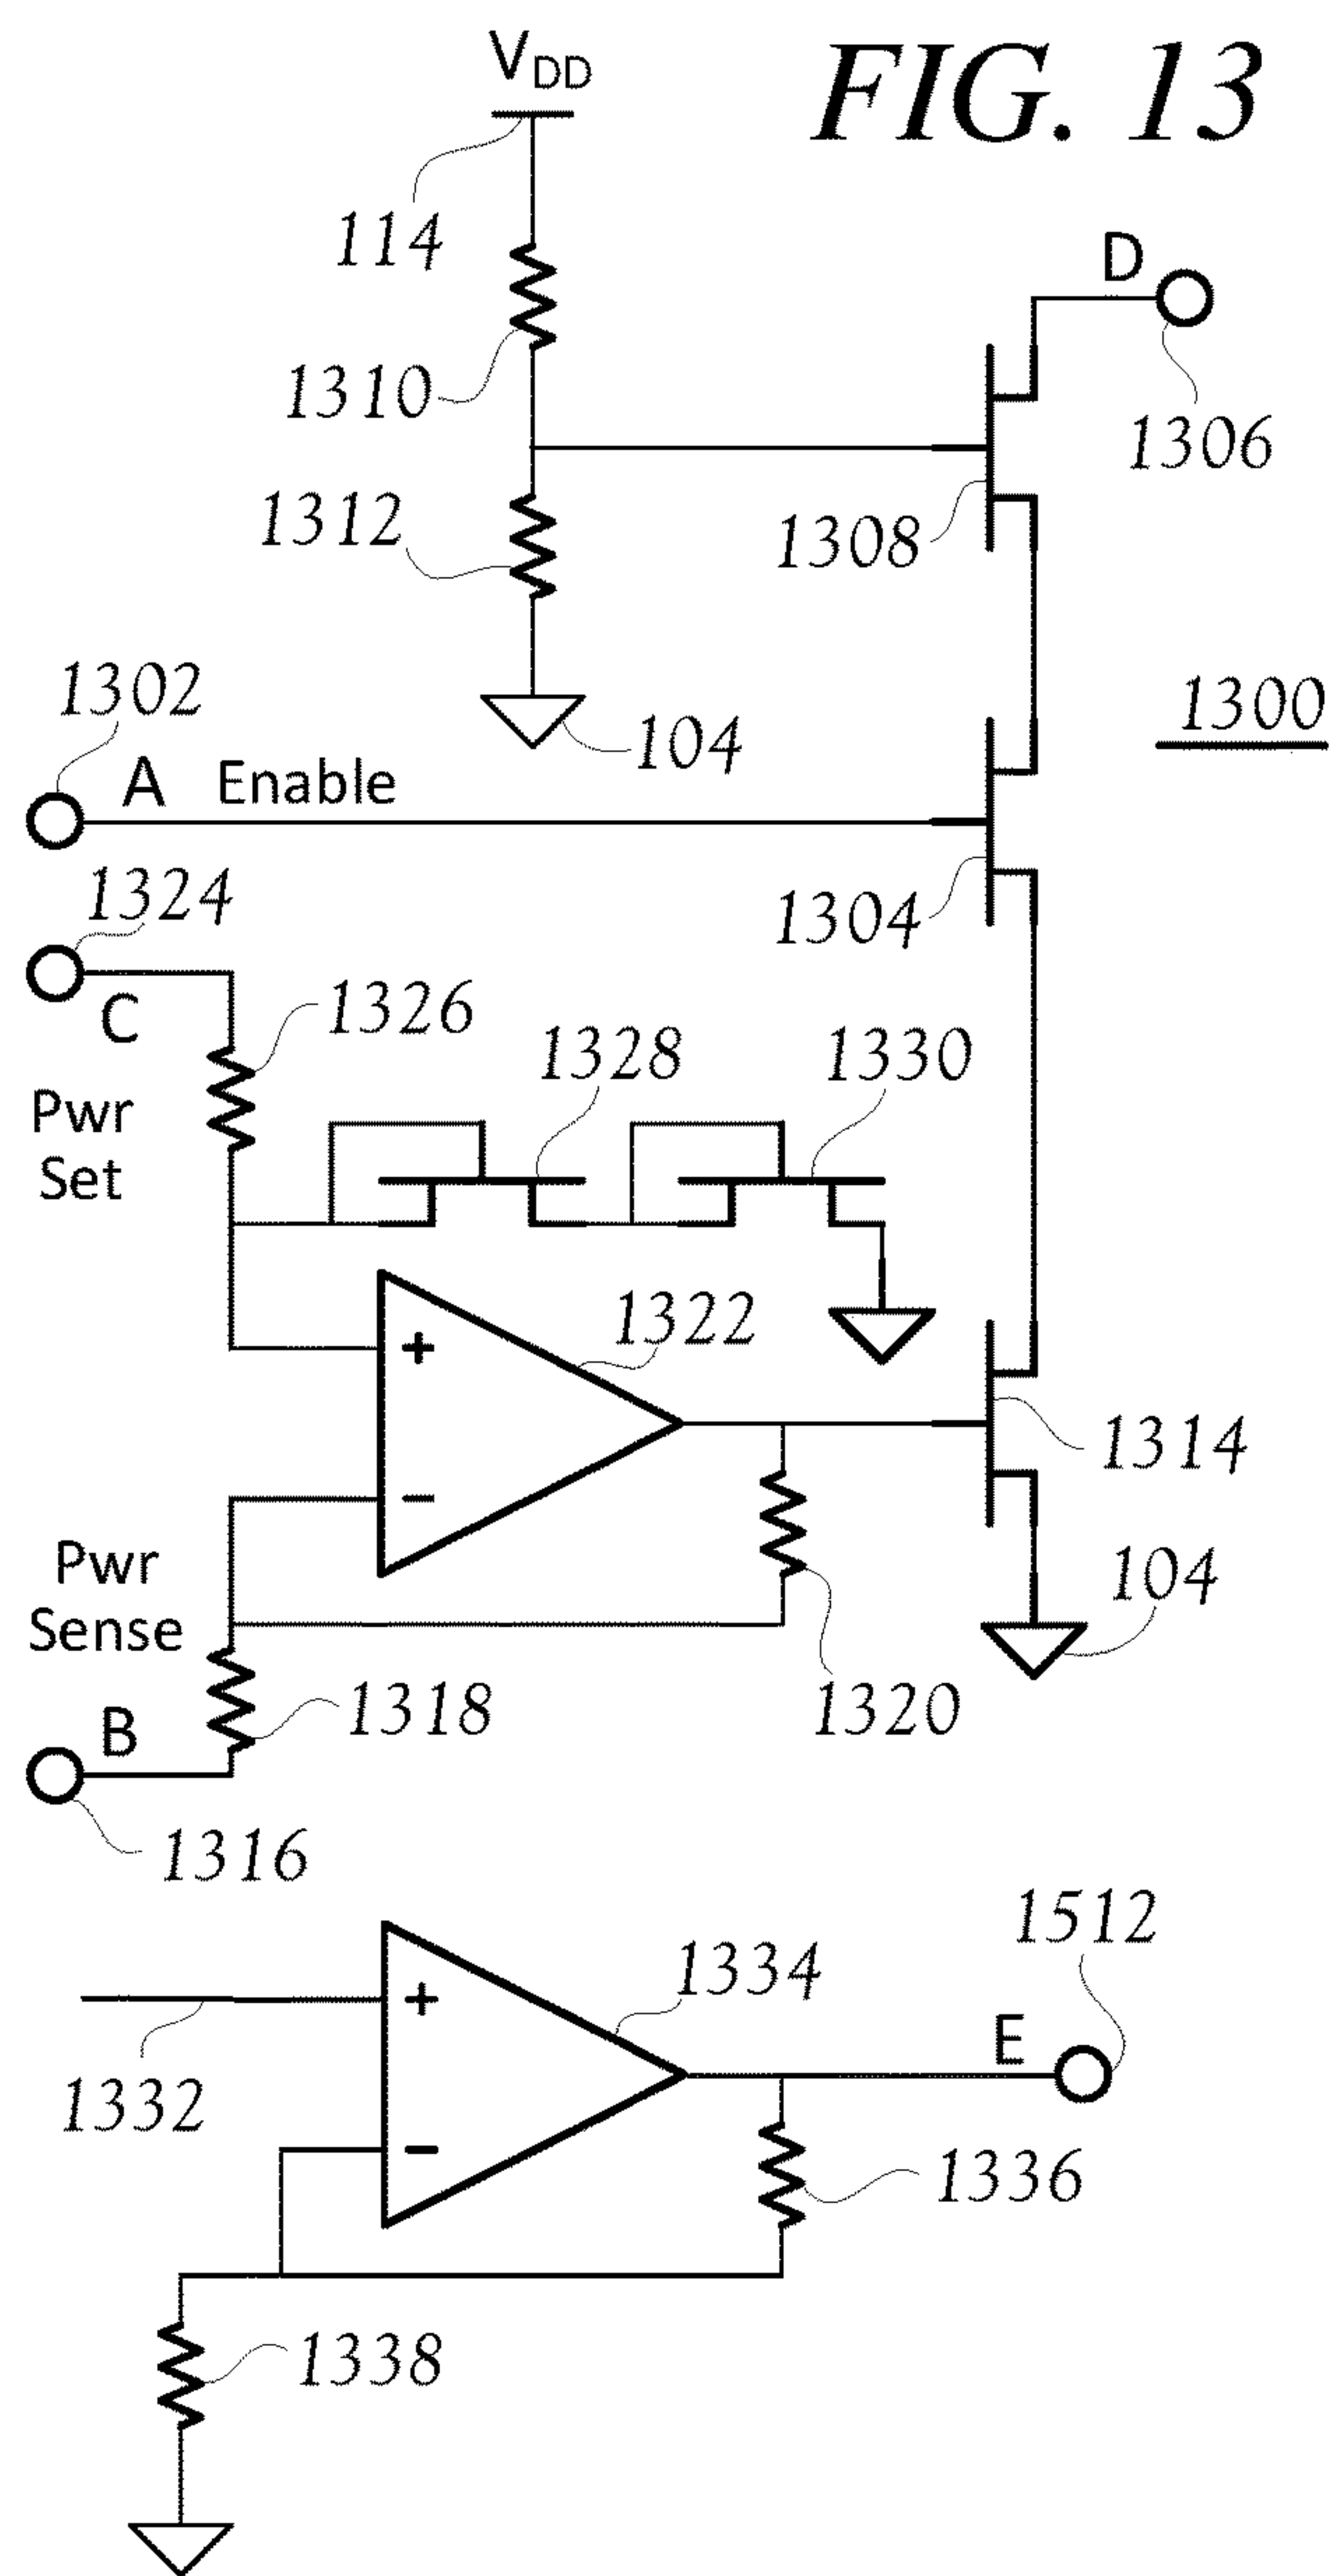 FIG. 13
VDD
114
D
1310
1306
1312
1308
1302
104
1300
A Enable
1324
1304
C
1326
1328
1330
Pwr
Set
+
1322
1314
−
Pwr
Sense
104
1318
1320
B
1316
1512
+
1334
E
1332
−
1336
1338